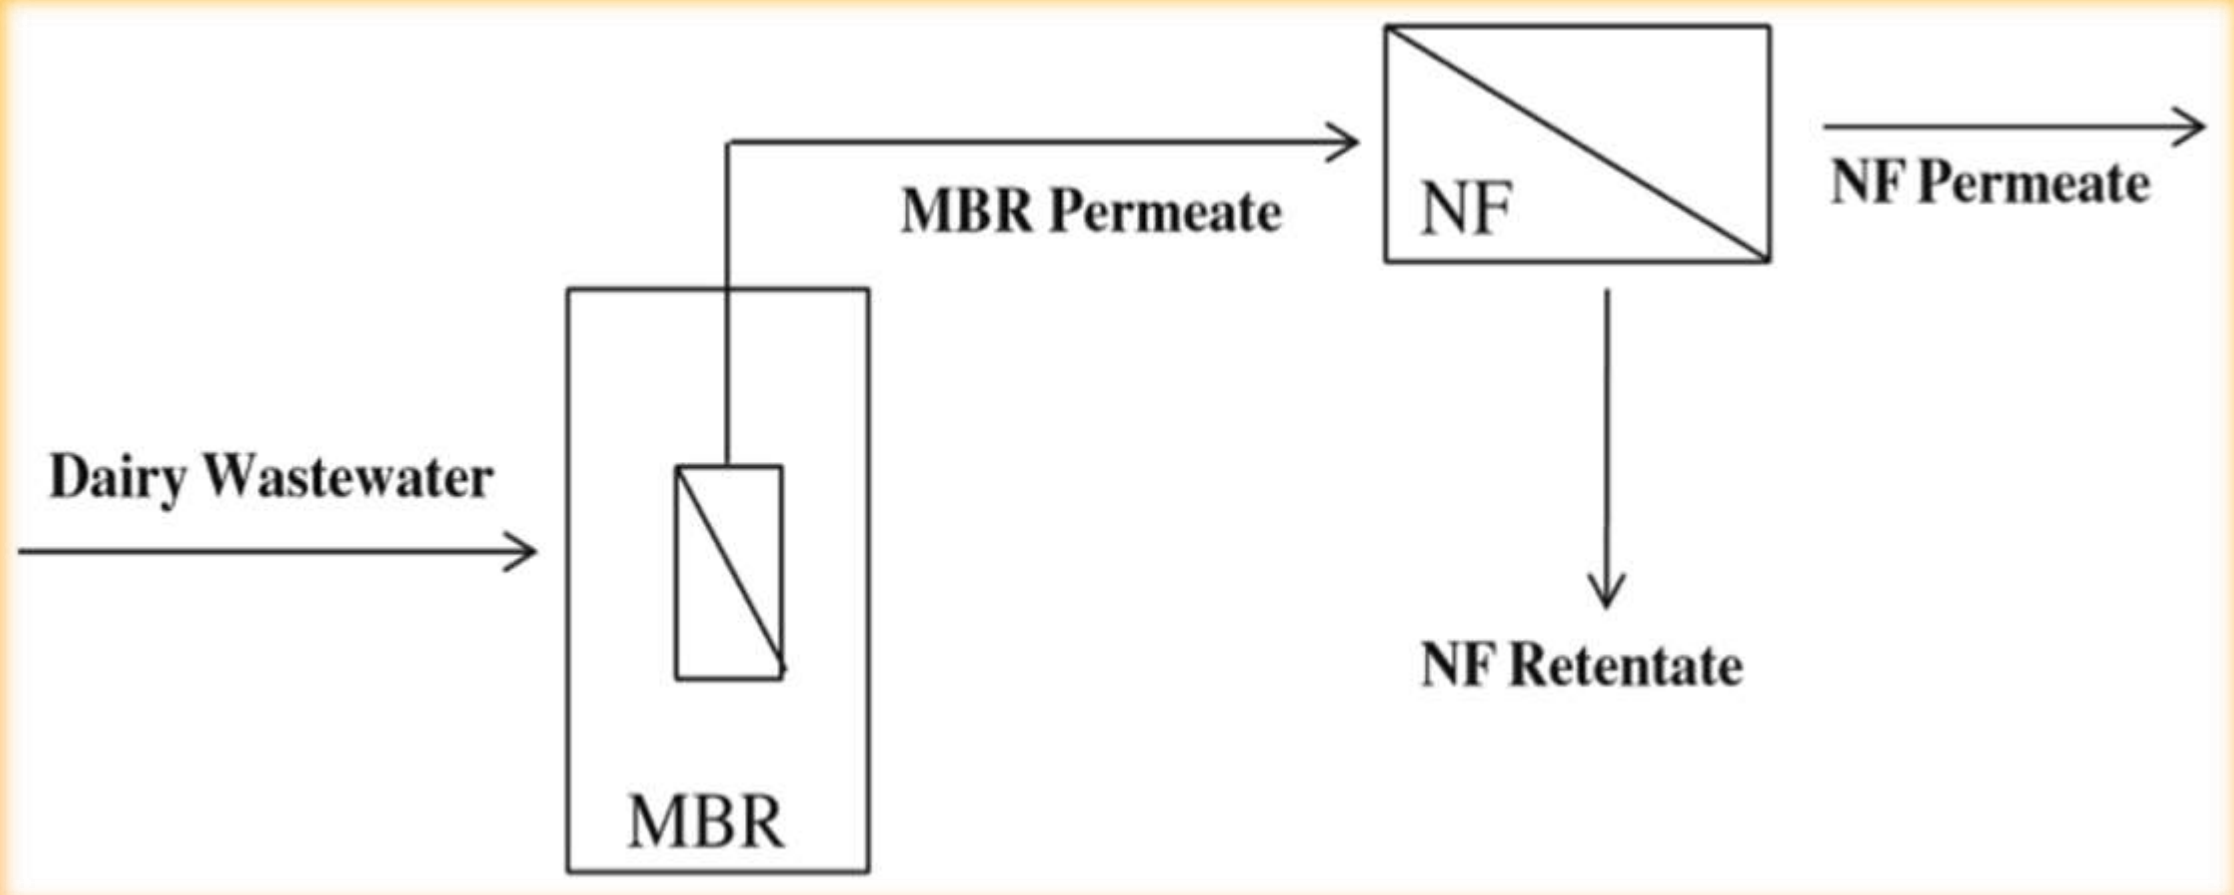 Dairy Wastewater
MBR
MBR Permeate
NF
NF Permeate
NF Retentate